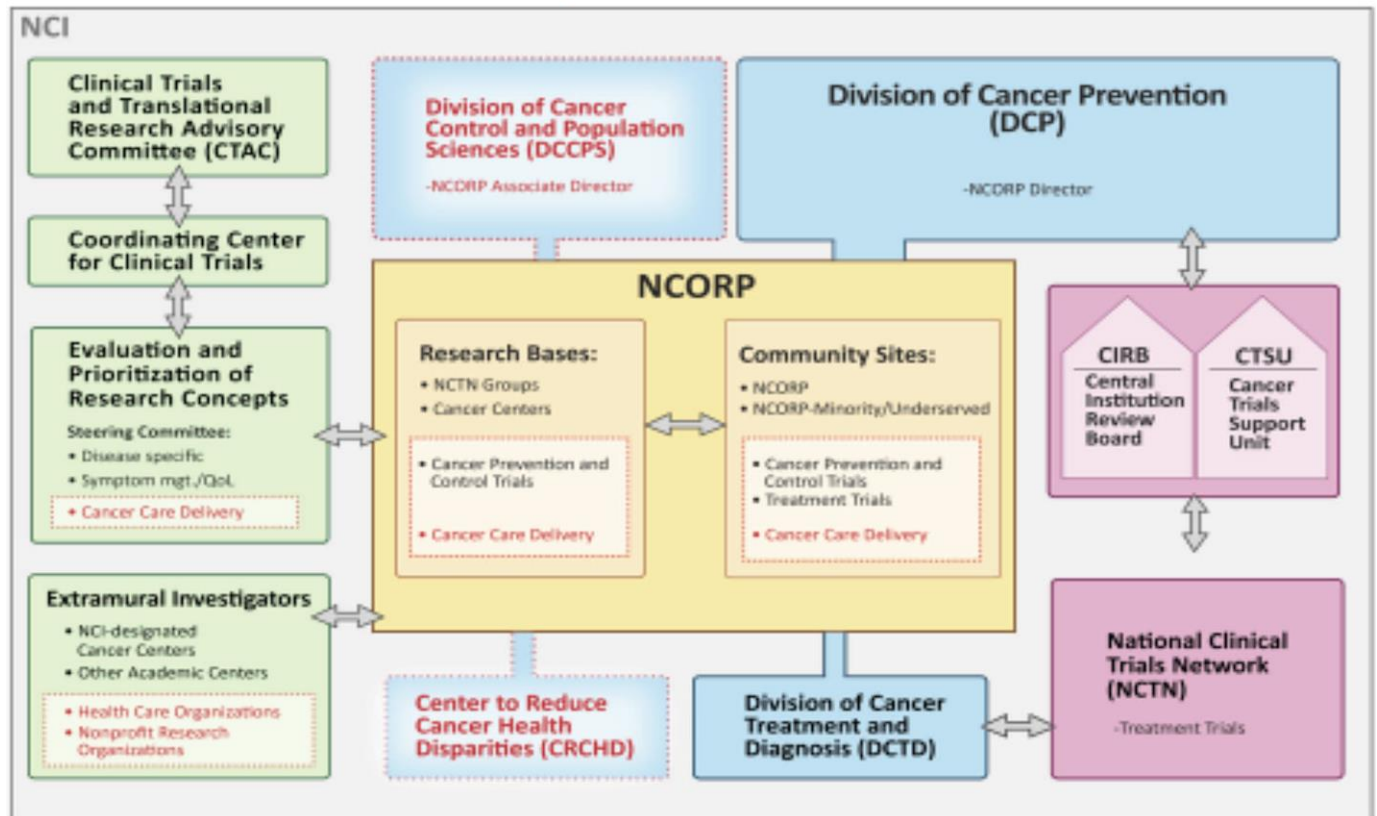 NCI
Clinical Trials
and Translational
Research Advisory
Committee (CTAC)
Coordinating Center
for Clinical Trials
Evaluation and
Prioritization of
Research Concepts
Steering Committee:
• Disease specific
• Symptom mgt./QoL
• Cancer Care Delivery
Extramural Investigators
• NCI-designated
Cancer Centers
• Other Academic Centers
• Health Care Organizations
• Nonprofit Research
Organizations
Division of Cancer
Control and Population
Sciences (DCCPS)
-NCORP Associate Director
Division of Cancer Prevention
(DCP)
-NCORP Director
NCORP
Research Bases:
• NCTN Groups
• Cancer Centers
• Cancer Prevention and
Control Trials
• Cancer Care Delivery
Community Sites:
• NCORP
• NCORP-Minority/Underserved
• Cancer Prevention and
Control Trials
• Treatment Trials
• Cancer Care Delivery
CIRB
Central
Institution
Review
Board
CTSU
Cancer
Trials
Support
Unit
Center to Reduce
Cancer Health
Disparities (CRCHD)
Division of Cancer
Treatment and
Diagnosis (DCTD)
National Clinical
Trials Network
(NCTN)
-Treatment Trials